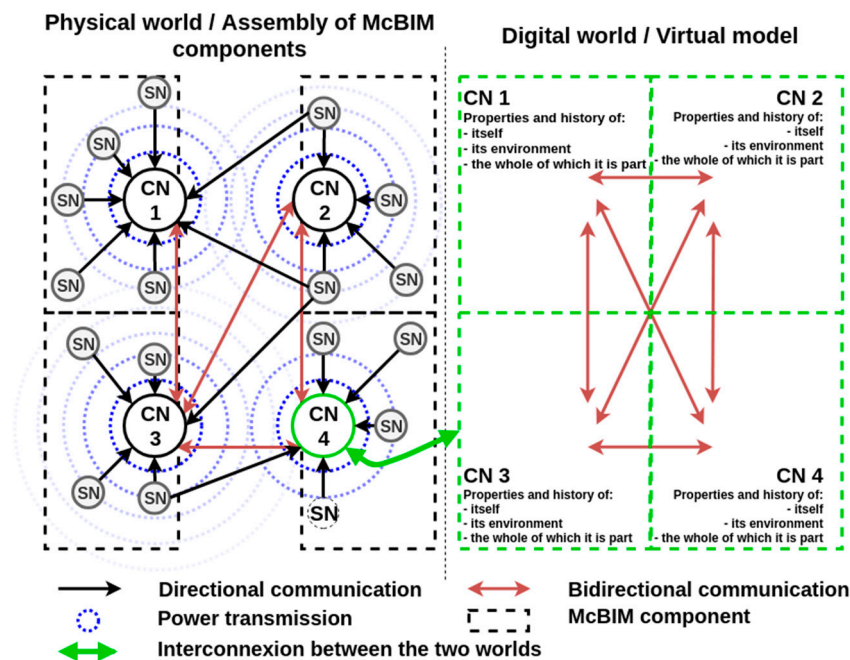 Physical world / Assembly of McBIM
components
Digital world / Virtual model
SN
SN
SN
SN
SN
CN
1
SN
SN
SN
SN
CN
2
SN
SN
SN
SN
CN
3
SN
SN
SN
SN
CN
4
CN 1
Properties and history of:
- itself
- its environment
- the whole of which it is part
CN 2
Properties and history of:
- itself
- its environment
- the whole of which it is part
CN 3
Properties and history of:
- itself
- its environment
- the whole of which it is part
CN 4
Properties and history of:
- itself
- its environment
- the whole of which it is part
Directional communication
Bidirectional communication
Power transmission
McBIM component
Interconnexion between the two worlds